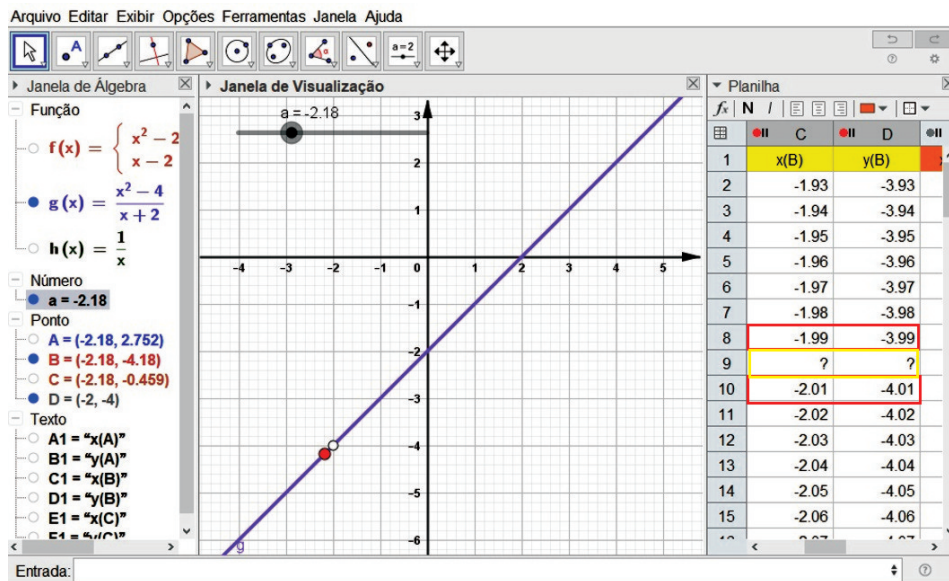 Arquivo Editar Exibir Opções Ferramentas Janela Ajuda
A
a=2
Janela de Álgebra
Função
f(x) = { x² − 2
x − 2
g(x) = x² − 4
x + 2
h(x) = 1
x
Número
a = -2.18
Ponto
A = (-2.18, 2.752)
B = (-2.18, -4.18)
C = (-2.18, -0.459)
D = (-2, -4)
Texto
A1 = “x(A)”
B1 = “y(A)”
C1 = “x(B)”
D1 = “y(B)”
E1 = “x(C)”
F1 = “y(C)”
Janela de Visualização
a = -2.18
3
2
1
-4 -3 -2 -1 0 1 2 3 4 5
-1
-2
-3
-4
-5
-6
g
Planilha
fx N I
C D
1 x(B) y(B)
2 -1.93 -3.93
3 -1.94 -3.94
4 -1.95 -3.95
5 -1.96 -3.96
6 -1.97 -3.97
7 -1.98 -3.98
8 -1.99 -3.99
9 ? ?
10 -2.01 -4.01
11 -2.02 -4.02
12 -2.03 -4.03
13 -2.04 -4.04
14 -2.05 -4.05
15 -2.06 -4.06
Entrada: